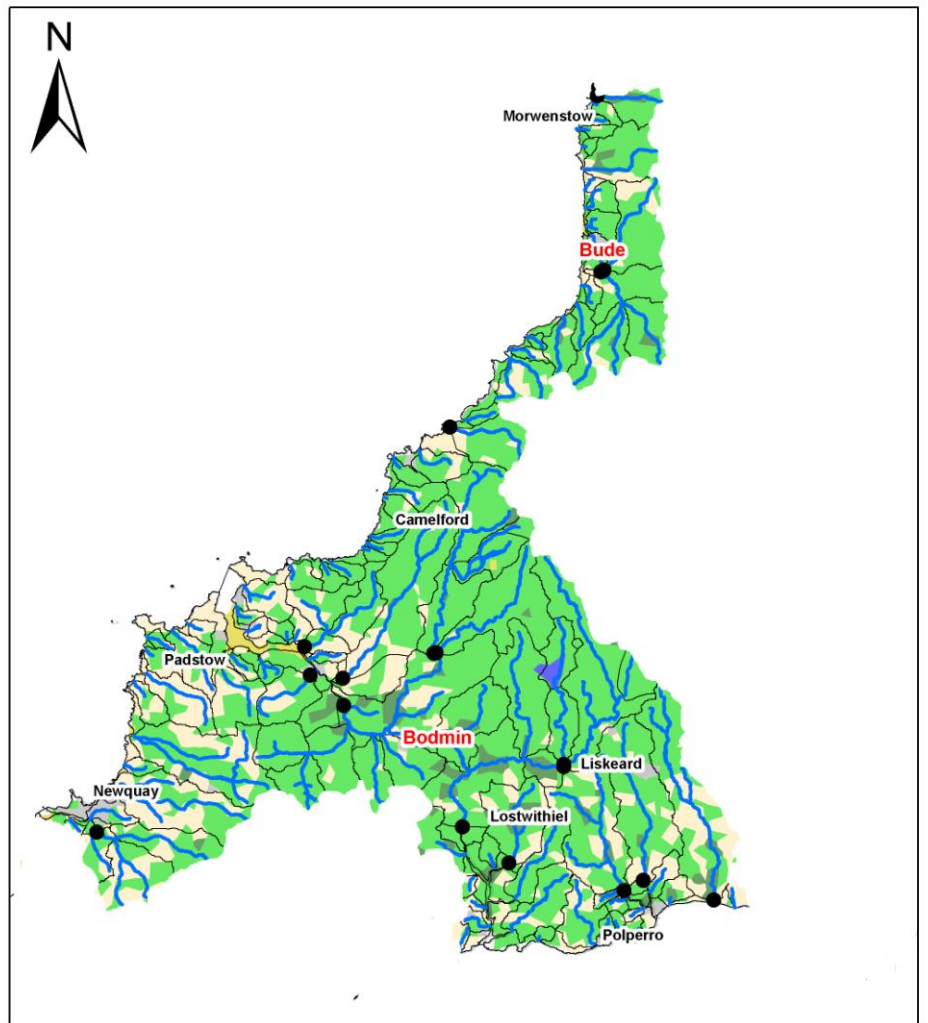 N
Morwenstow
Bude
Camelford
Padstow
Bodmin
Liskeard
Newquay
Lostwithiel
Polperro